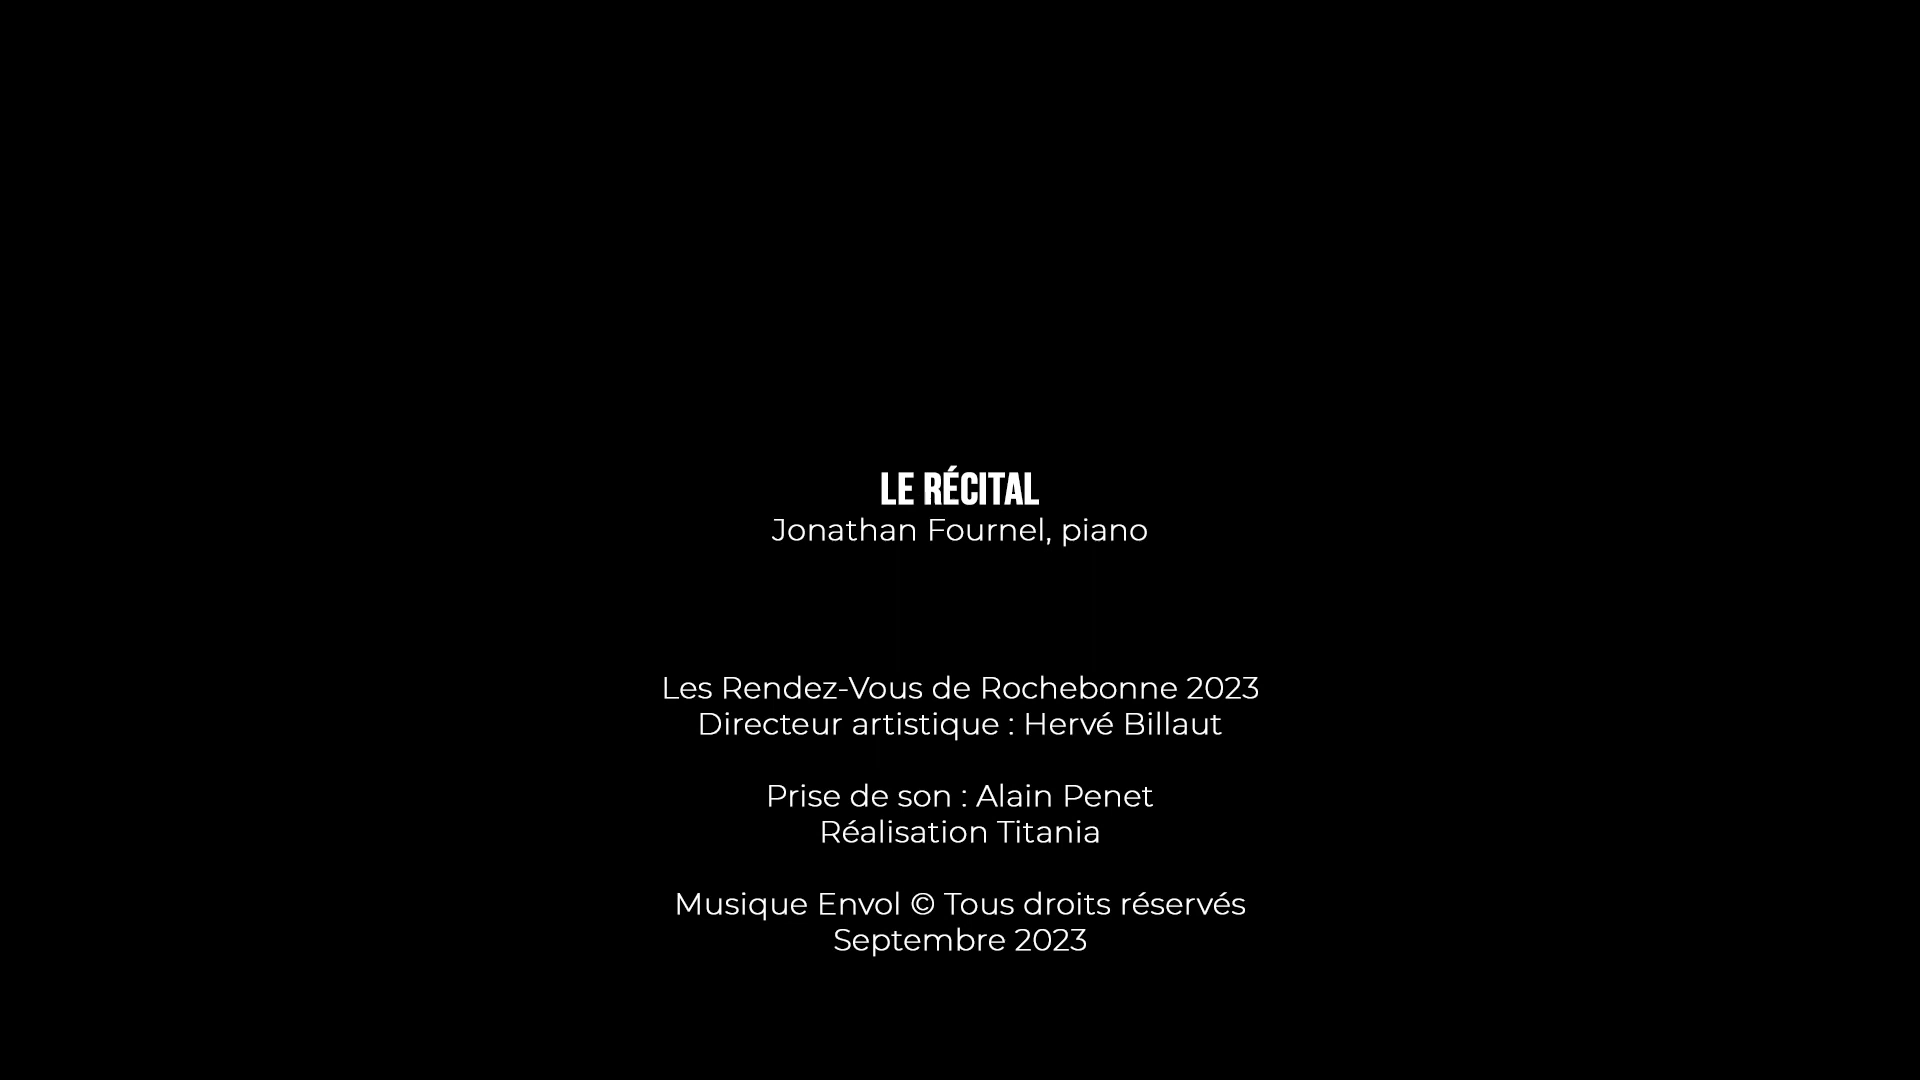 LE RÉCITAL
Jonathan Fournel, piano
Les Rendez-Vous de Rochebonne 2023
Directeur artistique : Hervé Billaut
Prise de son : Alain Penet
Réalisation Titania
Musique Envol © Tous droits réservés
Septembre 2023